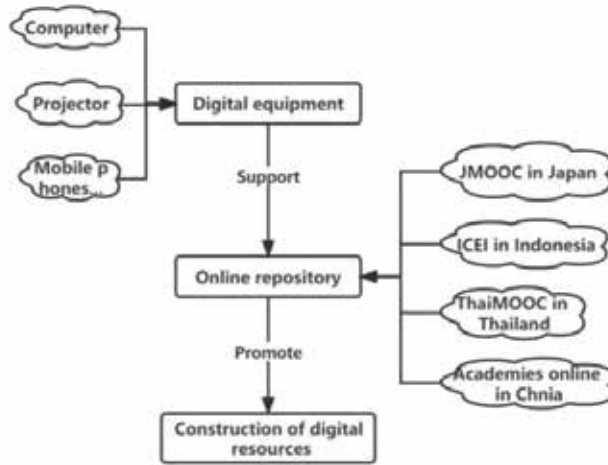 Computer
Projector
Mobile p
hones...
Digital equipment
Support
Online repository
Promote
Construction of digital
resources
JMOOC in Japan
ICEI in Indonesia
ThaiMOOC in
Thailand
Academies online
in Chnia